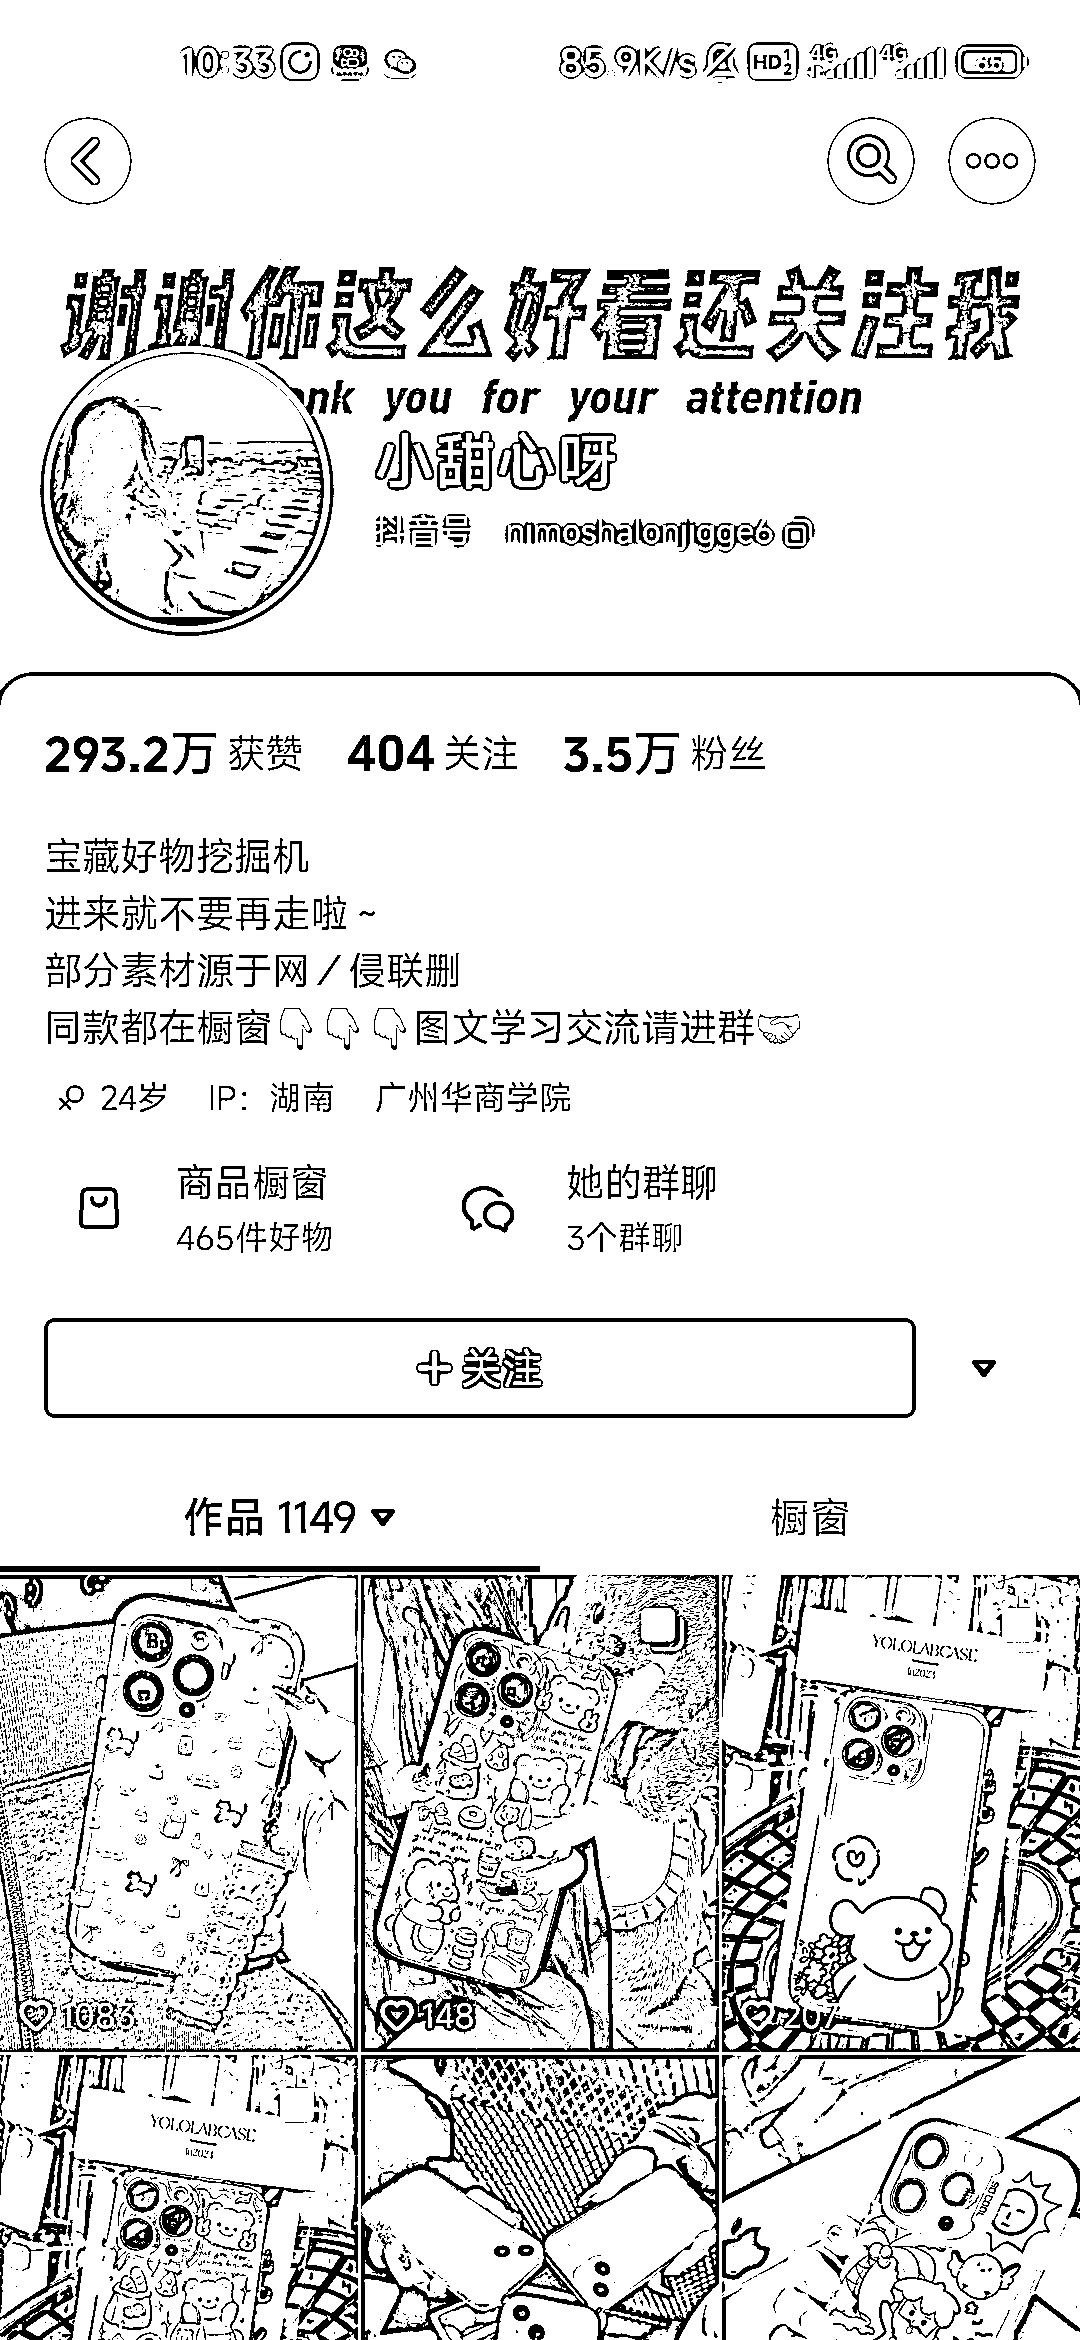 10:33 85.9K/s HD 4G 4G
谢谢你这么好看还关注我
ank you for your attention
小甜心呀
抖音号
293.2万 获赞 404 关注 3.5万 粉丝
宝藏好物挖掘机
进来就不要再走啦～
部分素材源于网／侵联删
同款都在橱窗👇👇👇图文学习交流请进群🤝
♀ 24岁 IP：湖南 广州华商学院
商品橱窗 她的群聊
465件好物 3个群聊
＋关注
作品 1149 橱窗
YOLOLABCASE
In2021
1083 148 207
YOLOLABCASE
In2021